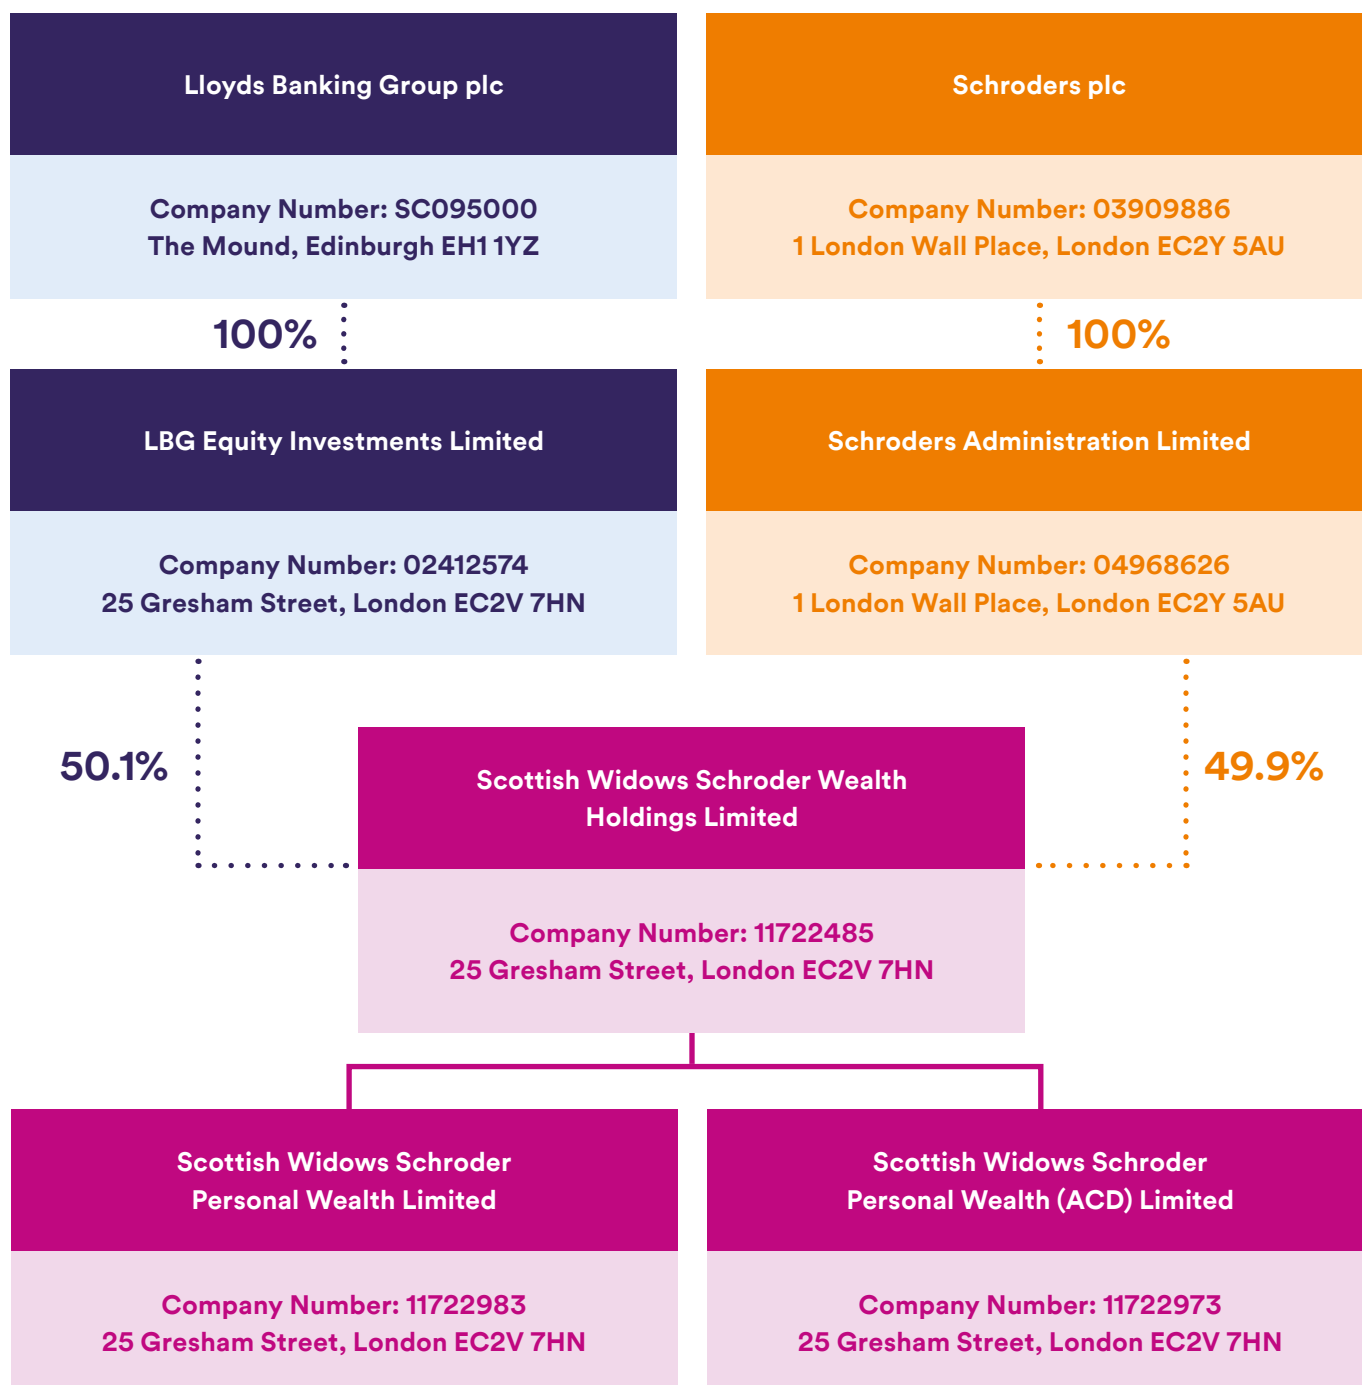 Lloyds Banking Group plc
Company Number: SC095000
The Mound, Edinburgh EH1 1YZ
Schroders plc
Company Number: 03909886
1 London Wall Place, London EC2Y 5AU
100%
100%
LBG Equity Investments Limited
Company Number: 02412574
25 Gresham Street, London EC2V 7HN
Schroders Administration Limited
Company Number: 04968626
1 London Wall Place, London EC2Y 5AU
50.1%
49.9%
Scottish Widows Schroder Wealth
Holdings Limited
Company Number: 11722485
25 Gresham Street, London EC2V 7HN
Scottish Widows Schroder
Personal Wealth Limited
Company Number: 11722983
25 Gresham Street, London EC2V 7HN
Scottish Widows Schroder
Personal Wealth (ACD) Limited
Company Number: 11722973
25 Gresham Street, London EC2V 7HN